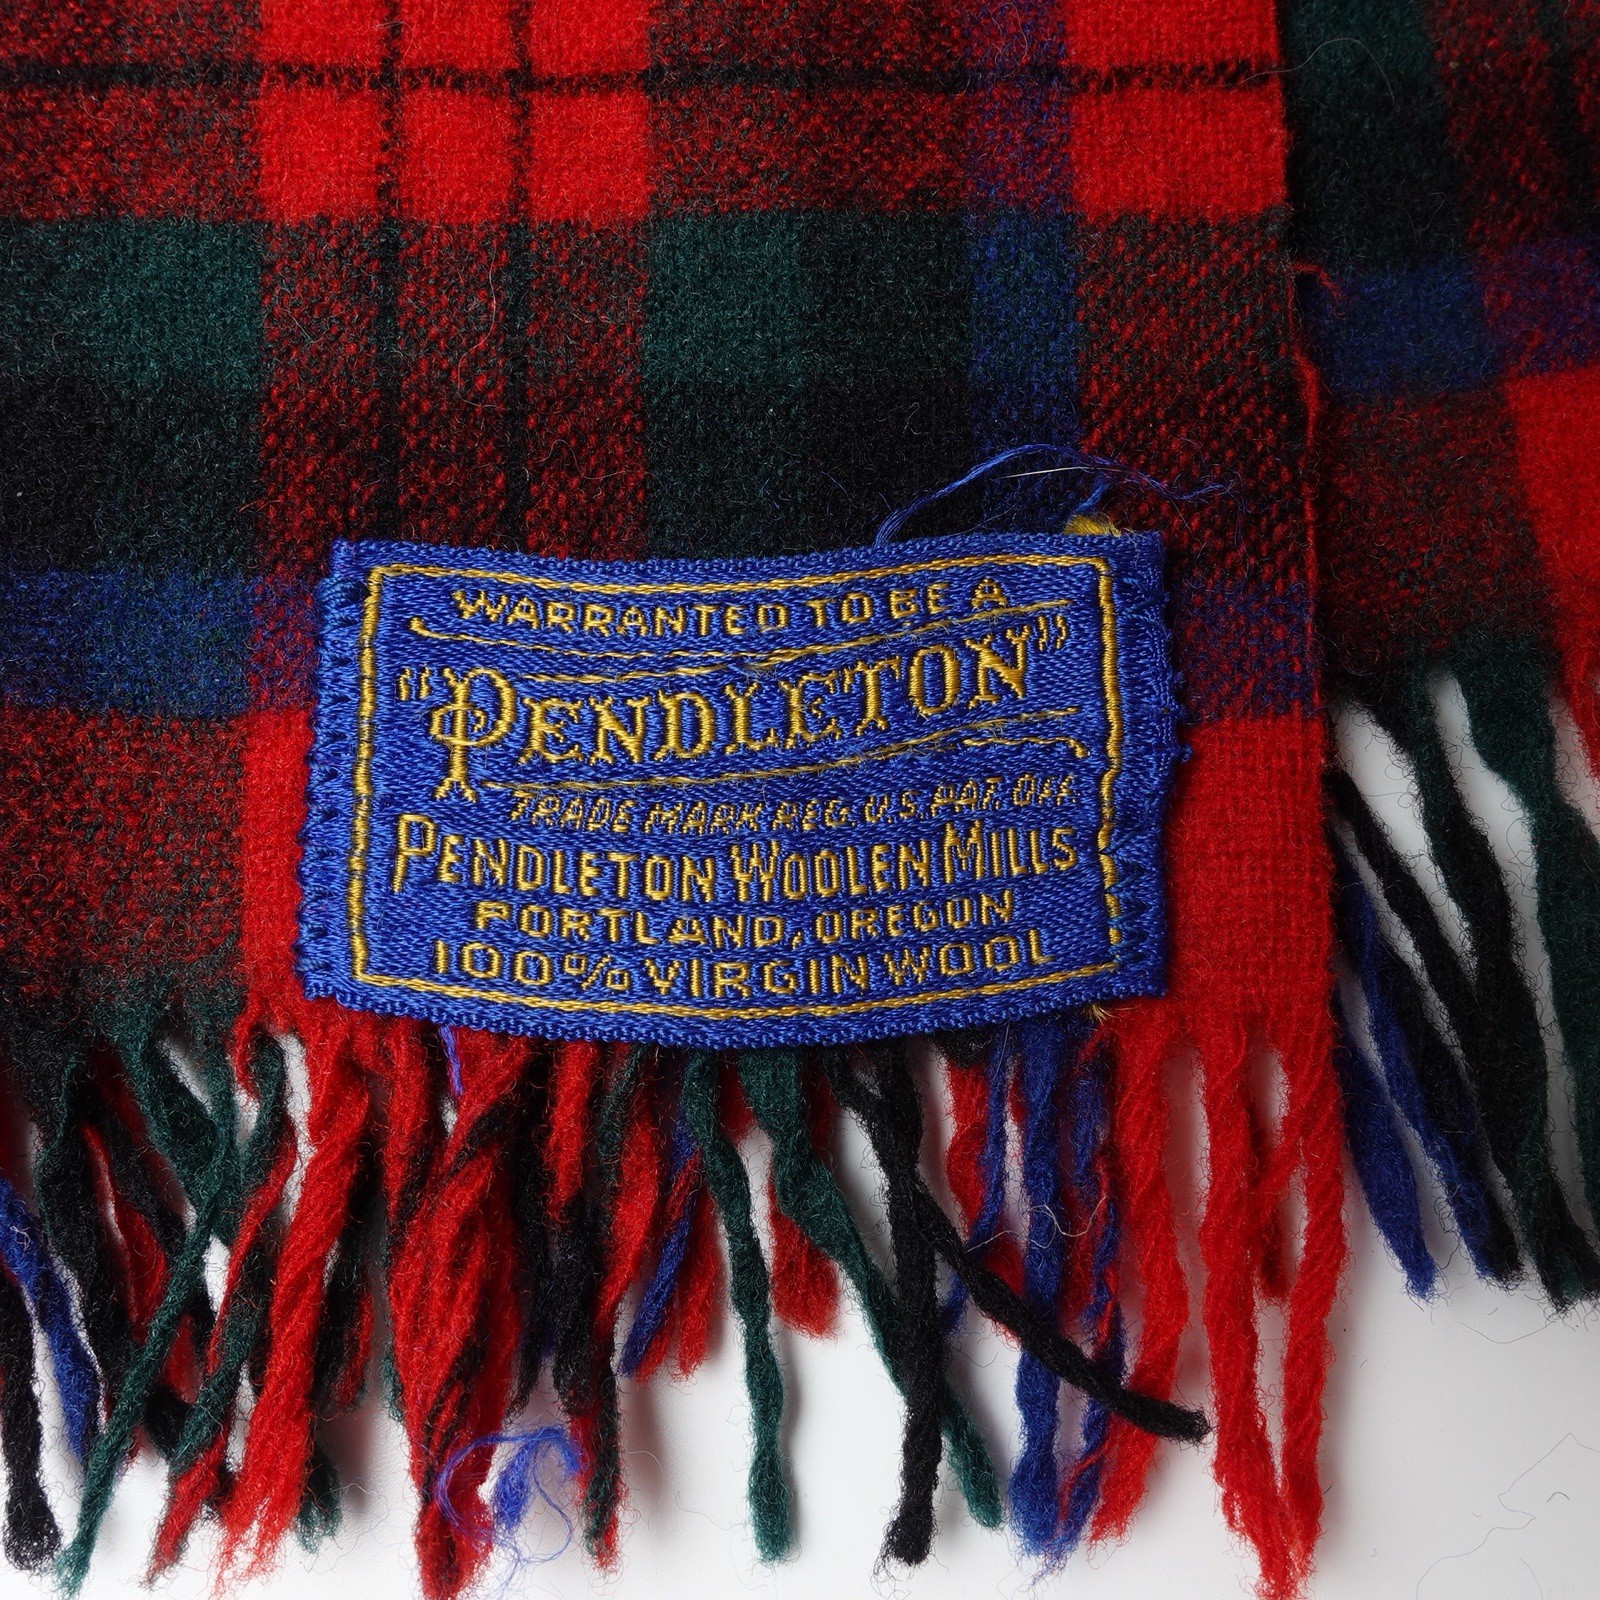 WARRANTED TO BE A
"PENDLETON"
TRADE MARK REG. U.S. PAT. OFF.
PENDLETON WOOLEN MILLS
PORTLAND, OREGON
100% VIRGIN WOOL